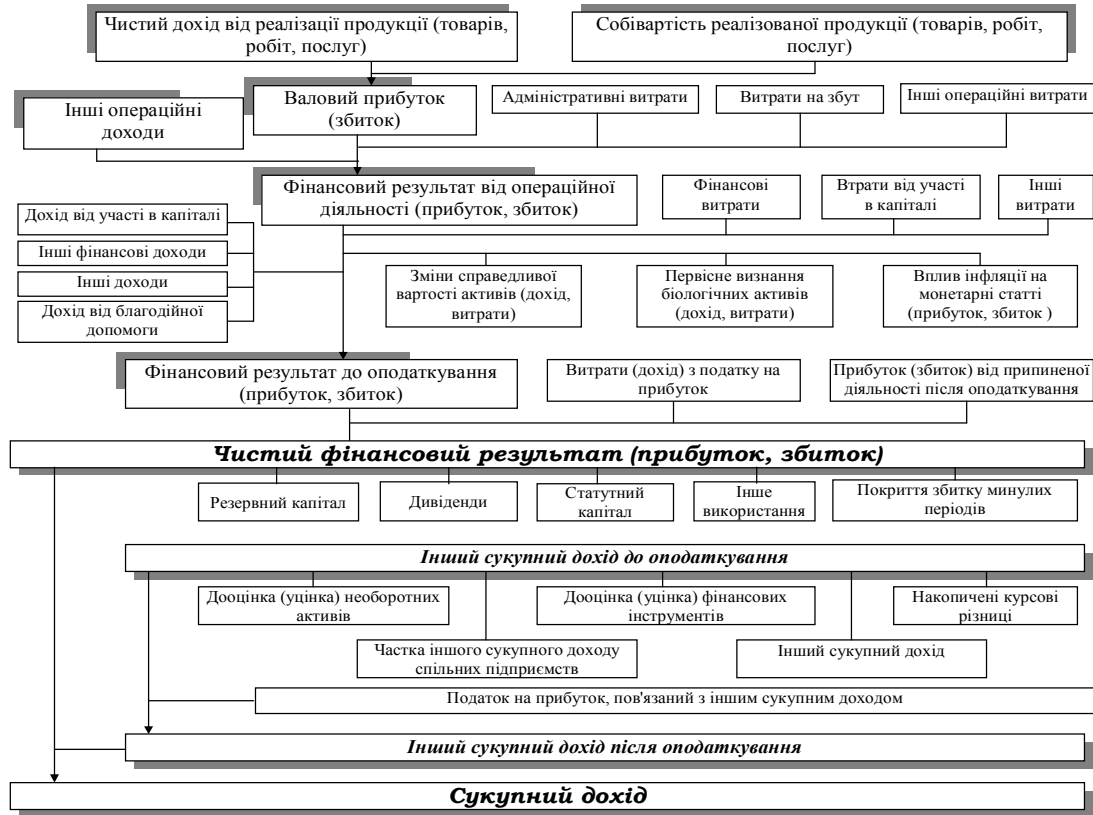 Чистий дохід від реалізації продукції (товарів,
робіт, послуг)
Собівартість реалізованої продукції (товарів, робіт,
послуг)
Інші операційні
доходи
Валовий прибуток
(збиток)
Адміністративні витрати
Витрати на збут
Інші операційні витрати
Фінансовий результат від операційної
діяльності (прибуток, збиток)
Фінансові
витрати
Втрати від участі
в капіталі
Інші
витрати
Дохід від участі в капіталі
Інші фінансові доходи
Інші доходи
Дохід від благодійної
допомоги
Зміни справедливої
вартості активів (дохід,
витрати)
Первісне визнання
біологічних активів
(дохід, витрати)
Вплив інфляції на
монетарні статті
(прибуток, збиток )
Фінансовий результат до оподаткування
(прибуток, збиток)
Витрати (дохід) з податку на
прибуток
Прибуток (збиток) від припиненої
діяльності після оподаткування
Чистий фінансовий результат (прибуток, збиток)
Резервний капітал
Дивіденди
Статутний
капітал
Інше
використання
Покриття збитку минулих
періодів
Інший сукупний дохід до оподаткування
Дооцінка (уцінка) необоротних
активів
Дооцінка (уцінка) фінансових
інструментів
Накопичені курсові
різниці
Частка іншого сукупного доходу
спільних підприємств
Інший сукупний дохід
Податок на прибуток, пов'язаний з іншим сукупним доходом
Інший сукупний дохід після оподаткування
Сукупний дохід